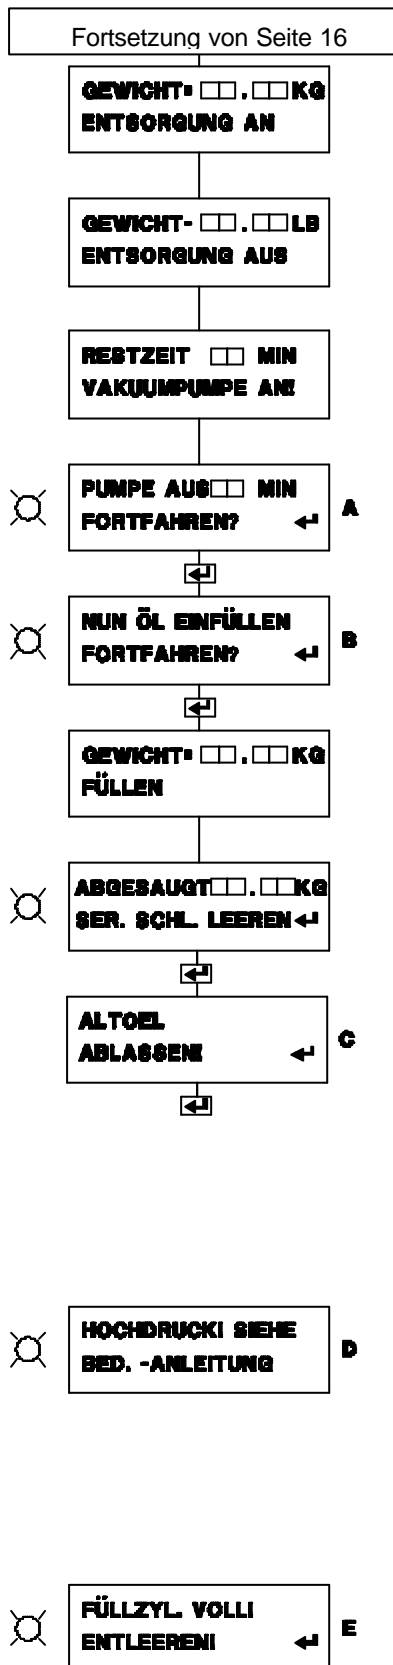 Fortsetzung von Seite 16
GEWICHT= □□.□□KG
ENTSORGUNG AN
GEWICHT- □□.□□LB
ENTSORGUNG AUS
RESTZEIT □□ MIN
VAKUUMPUMPE AN!
PUMPE AUS□□ MIN
FORTFAHREN? ↵ A
↵
NUN ÖL EINFÜLLEN
FORTFAHREN? ↵ B
↵
GEWICHT= □□.□□KG
FÜLLEN
ABGESAUGT□□.□□KG
SER. SCHL. LEEREN ↵
↵
ALTOEL
ABLASSEN! ↵ C
↵
HOCHDRUCK! SIEHE
BED. -ANLEITUNG D
FÜLLZYL. VOLL!
ENTLEEREN! ↵ E